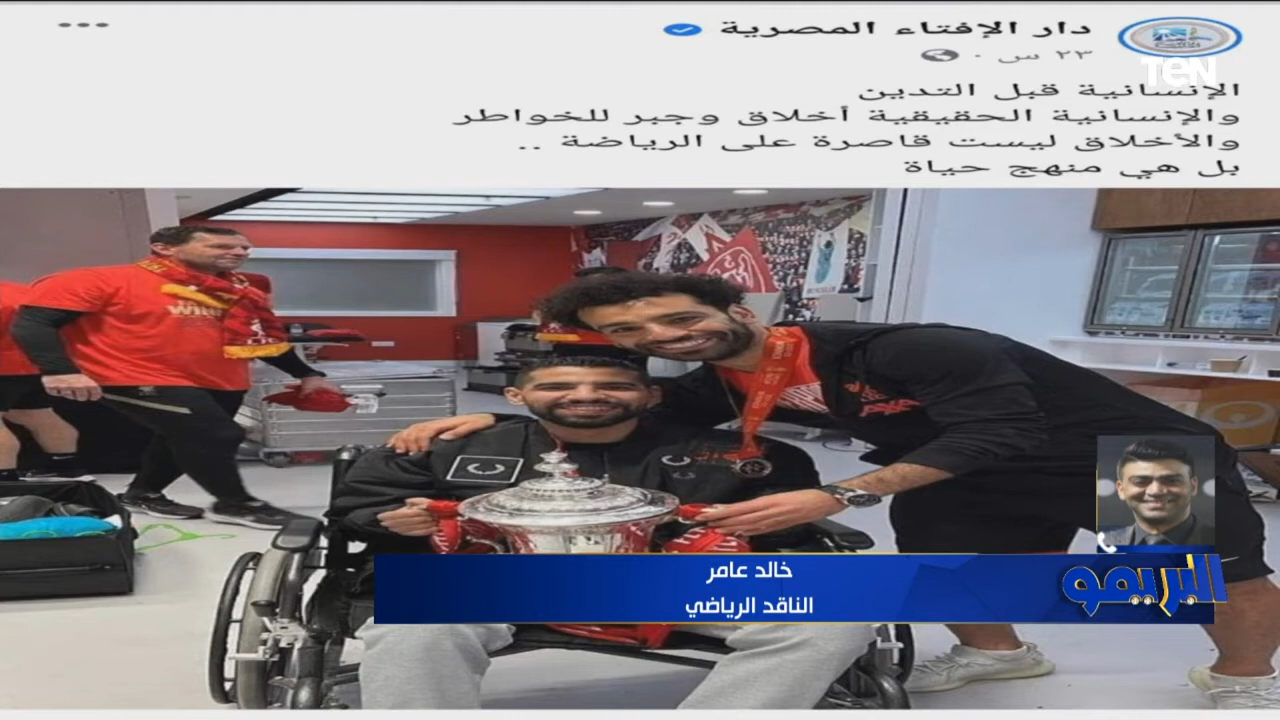 دار الإفتاء المصرية
٢٣ س ·
TEN
الإنسانية قبل التدين
والإنسانية الحقيقية أخلاق وجبر للخواطر
والأخلاق ليست قاصرة على الرياضة ..
بل هي منهج حياة
خالد عامر
الناقد الرياضي
البريمو